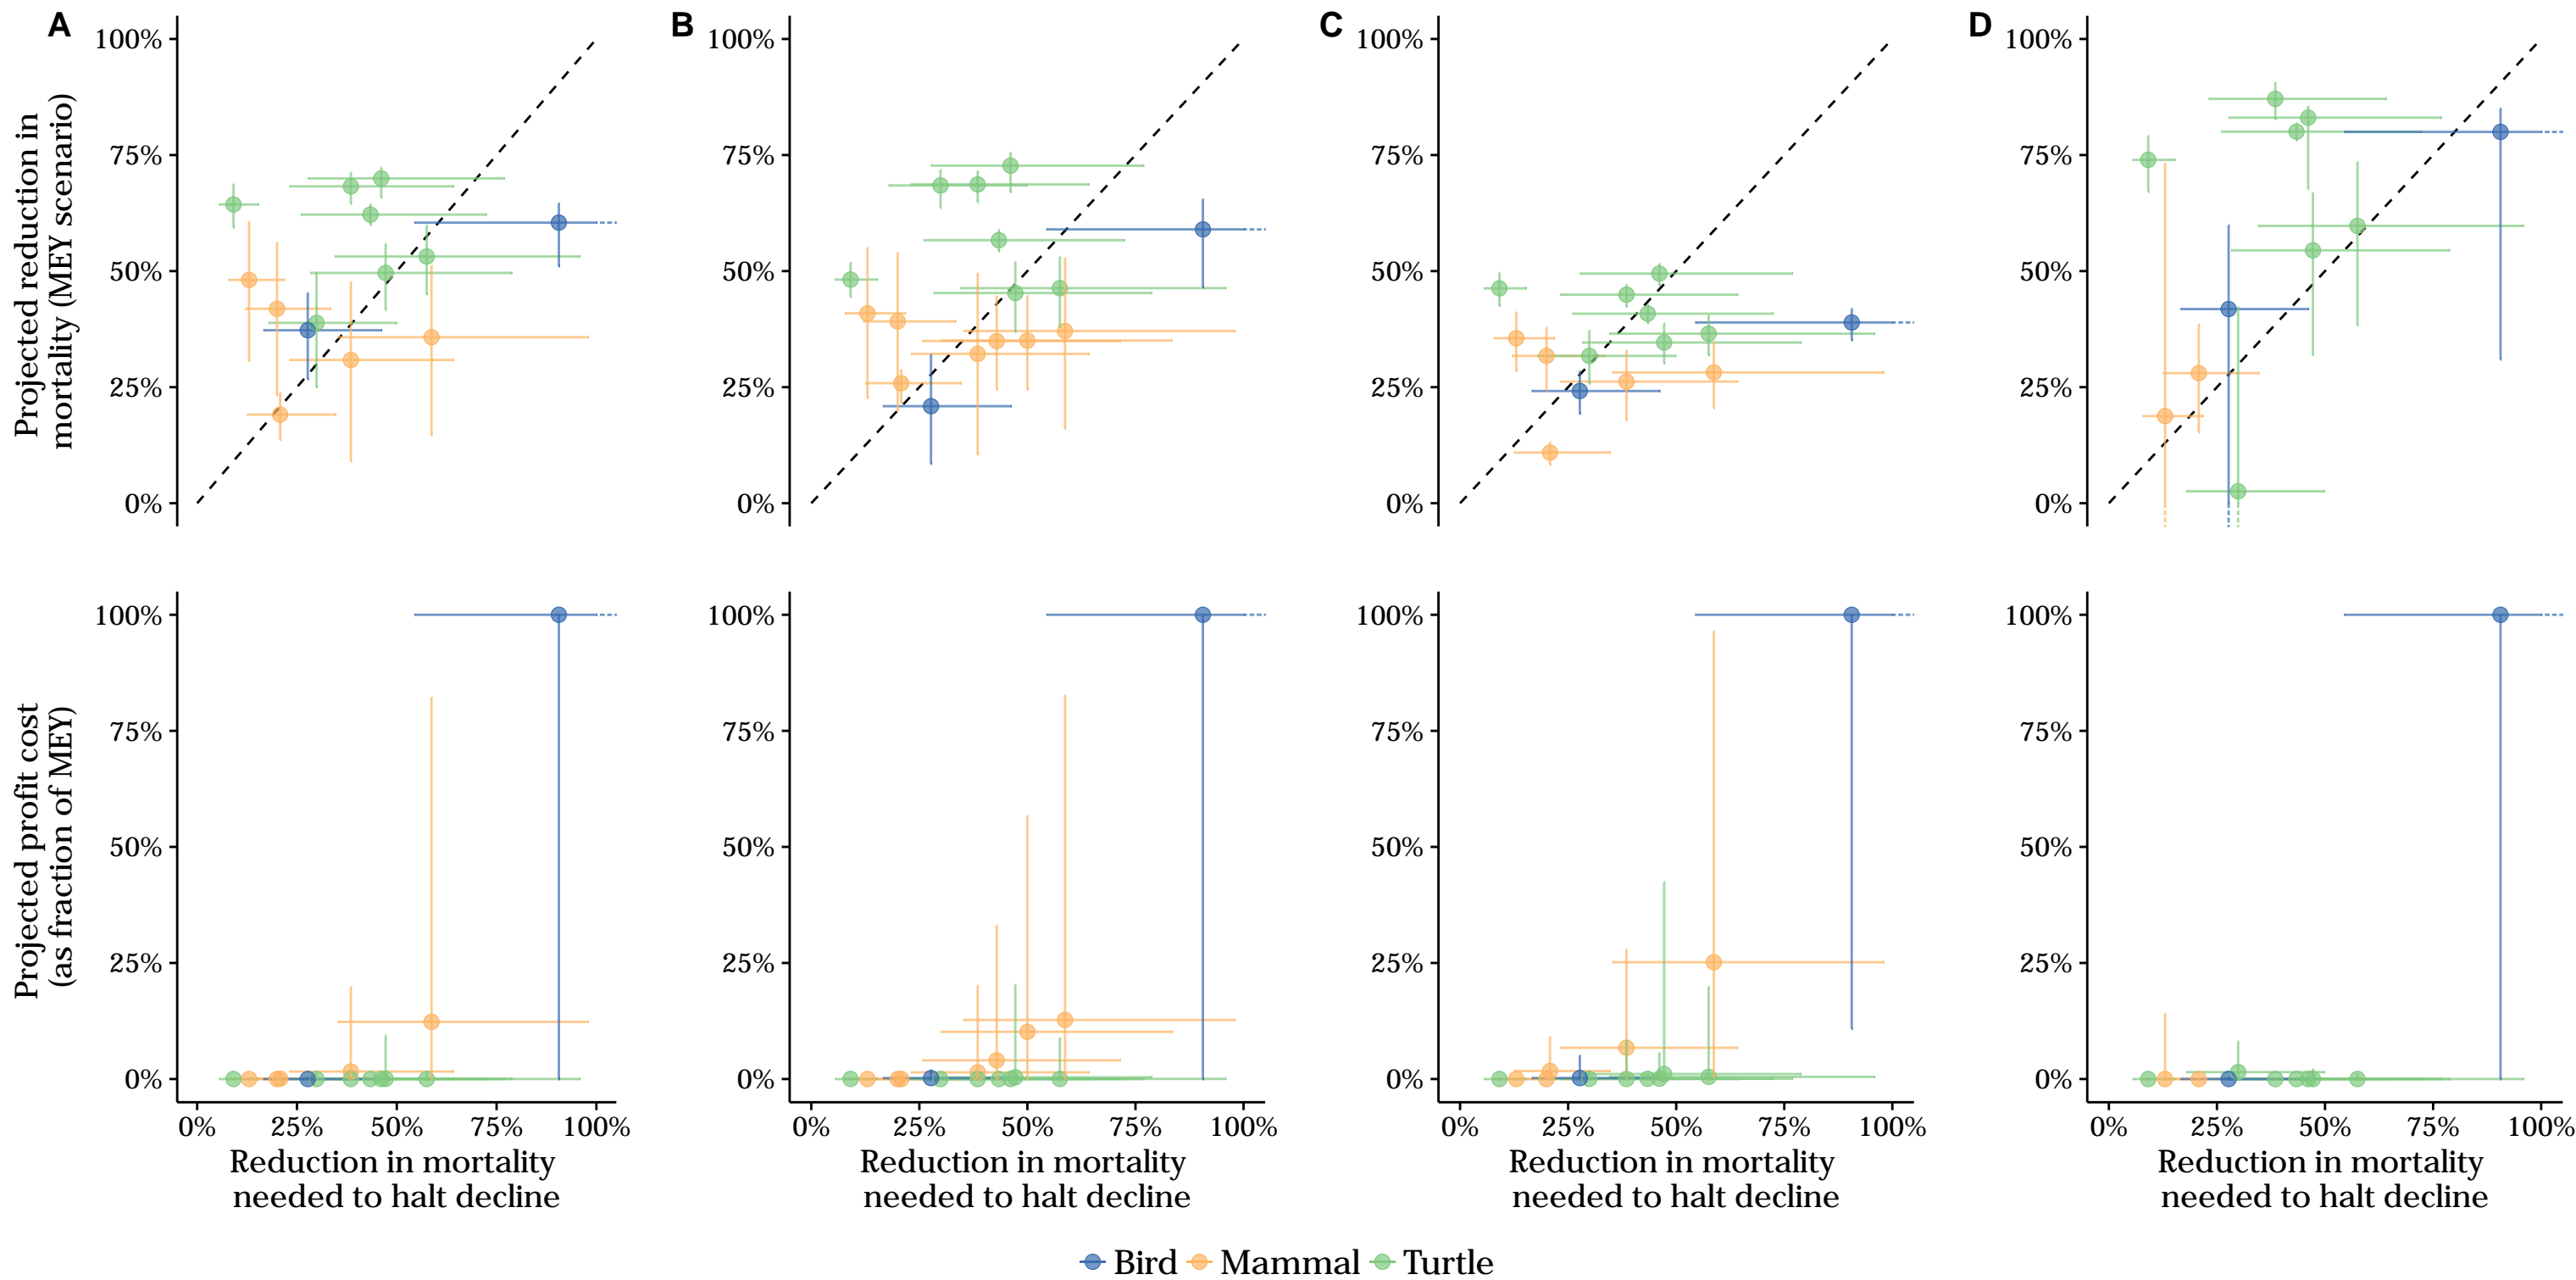 A
B
C
D
Projected reduction in
mortality (MEY scenario)
100%
75%
50%
25%
0%
100%
75%
50%
25%
0%
100%
75%
50%
25%
0%
100%
75%
50%
25%
0%
Projected profit cost
(as fraction of MEY)
100%
75%
50%
25%
0%
100%
75%
50%
25%
0%
100%
75%
50%
25%
0%
100%
75%
50%
25%
0%
0% 25% 50% 75% 100%
0% 25% 50% 75% 100%
0% 25% 50% 75% 100%
0% 25% 50% 75% 100%
Reduction in mortality
needed to halt decline
Reduction in mortality
needed to halt decline
Reduction in mortality
needed to halt decline
Reduction in mortality
needed to halt decline
Bird Mammal Turtle